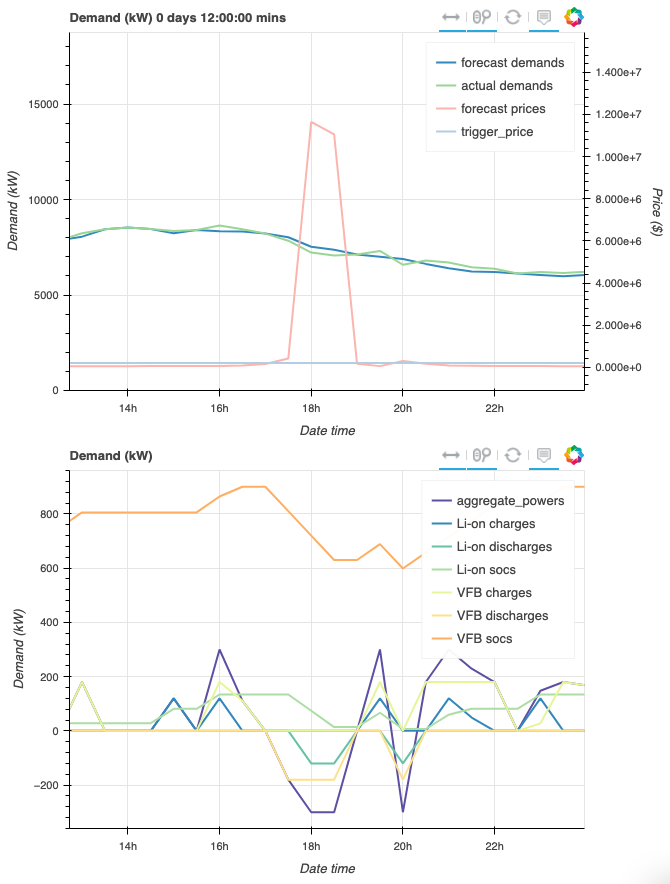 Demand (kW) 0 days 12:00:00 mins
forecast demands
actual demands
forecast prices
trigger_price
15000
10000
5000
0
Demand (kW)
1.400e+7
1.200e+7
1.000e+7
8.000e+6
6.000e+6
4.000e+6
2.000e+6
0.000e+0
Price ($)
14h 16h 18h 20h 22h
Date time
Demand (kW)
aggregate_powers
Li-on charges
Li-on discharges
Li-on socs
VFB charges
VFB discharges
VFB socs
800
600
400
200
0
−200
Demand (kW)
14h 16h 18h 20h 22h
Date time